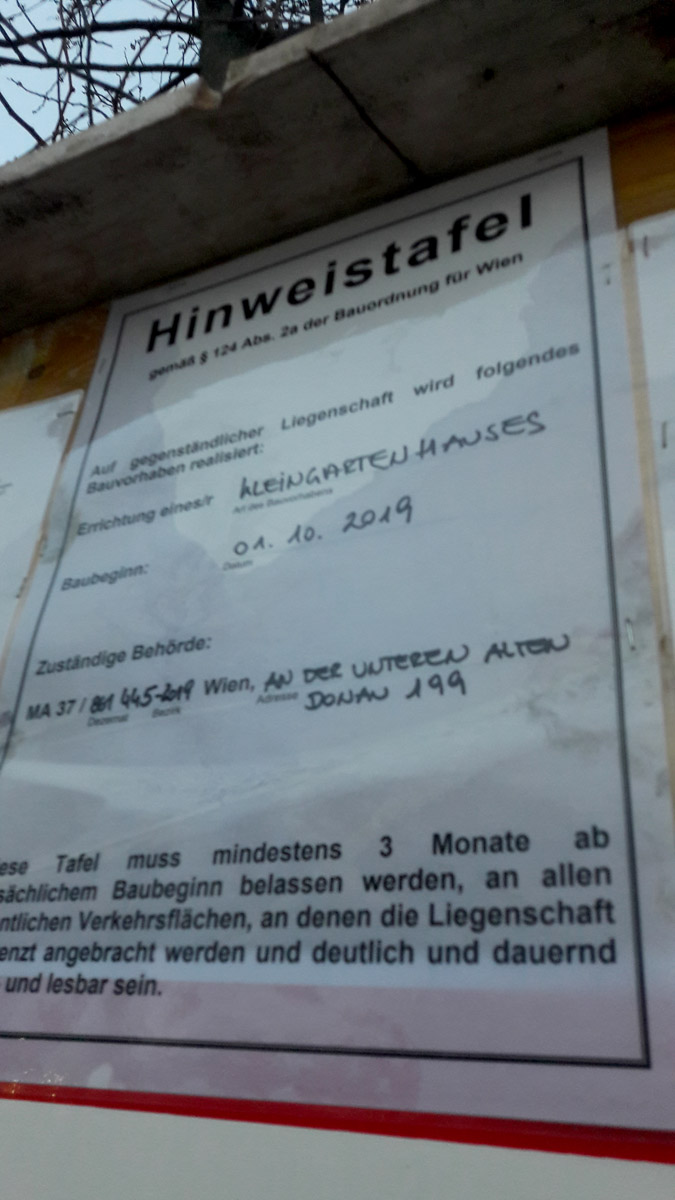 Hinweistafel
gemäß § 124 Abs. 2a der Bauordnung für Wien
Auf gegenständlicher Liegenschaft wird folgendes
Bauvorhaben realisiert:
Errichtung eines/r KLEINGARTENHAUSES
Art des Bauvorhabens
Baubeginn: 01. 10. 2019
Datum
Zuständige Behörde:
MA 37 / 445-2019 Wien, AN DER UNTEREN ALTEN
Dezernat Bezirk Adresse DONAU 199
ese Tafel muss mindestens 3 Monate ab
sächlichem Baubeginn belassen werden, an allen
ntlichen Verkehrsflächen, an denen die Liegenschaft
enzt angebracht werden und deutlich und dauernd
und lesbar sein.